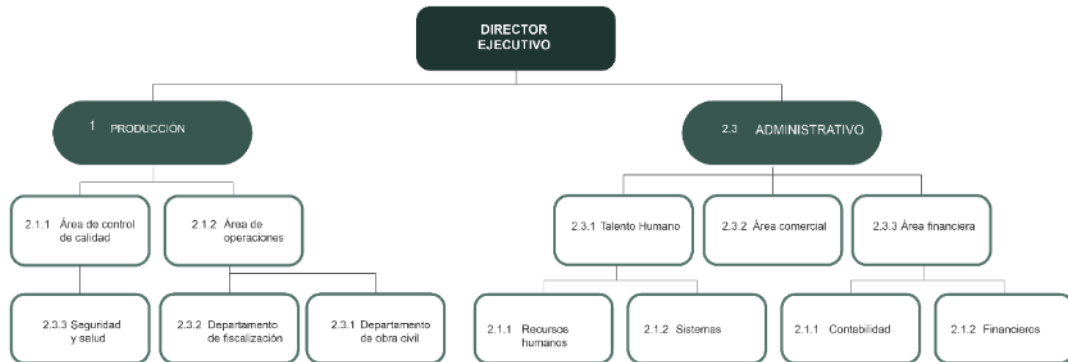 DIRECTOR
EJECUTIVO
1 PRODUCCIÓN
2.3 ADMINISTRATIVO
2.1.1 Área de control
de calidad
2.1.2 Área de
operaciones
2.3.1 Talento Humano
2.3.2 Área comercial
2.3.3 Área financiera
2.3.3 Seguridad
y salud
2.3.2 Departamento
de fiscalización
2.3.1 Departamento
de obra civil
2.1.1 Recursos
humanos
2.1.2 Sistemas
2.1.1 Contabilidad
2.1.2 Financieros